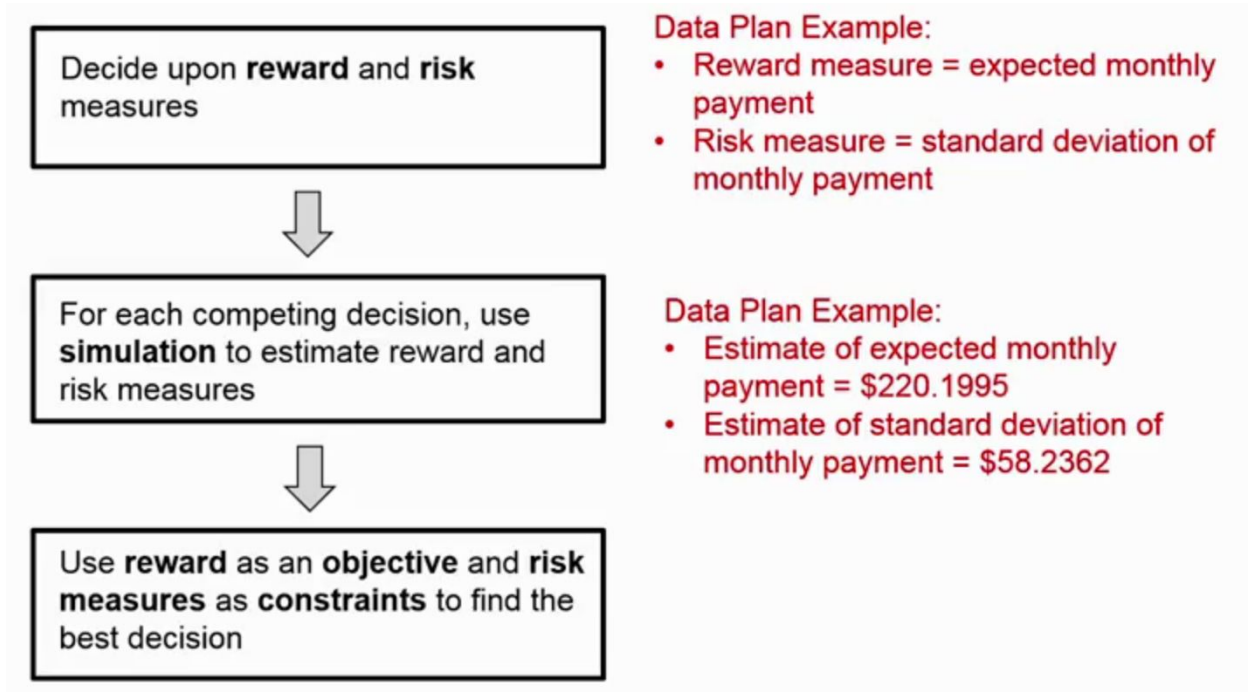 Decide upon reward and risk
measures
Data Plan Example:
• Reward measure = expected monthly
payment
• Risk measure = standard deviation of
monthly payment
For each competing decision, use
simulation to estimate reward and
risk measures
Data Plan Example:
• Estimate of expected monthly
payment = $220.1995
• Estimate of standard deviation of
monthly payment = $58.2362
Use reward as an objective and risk
measures as constraints to find the
best decision